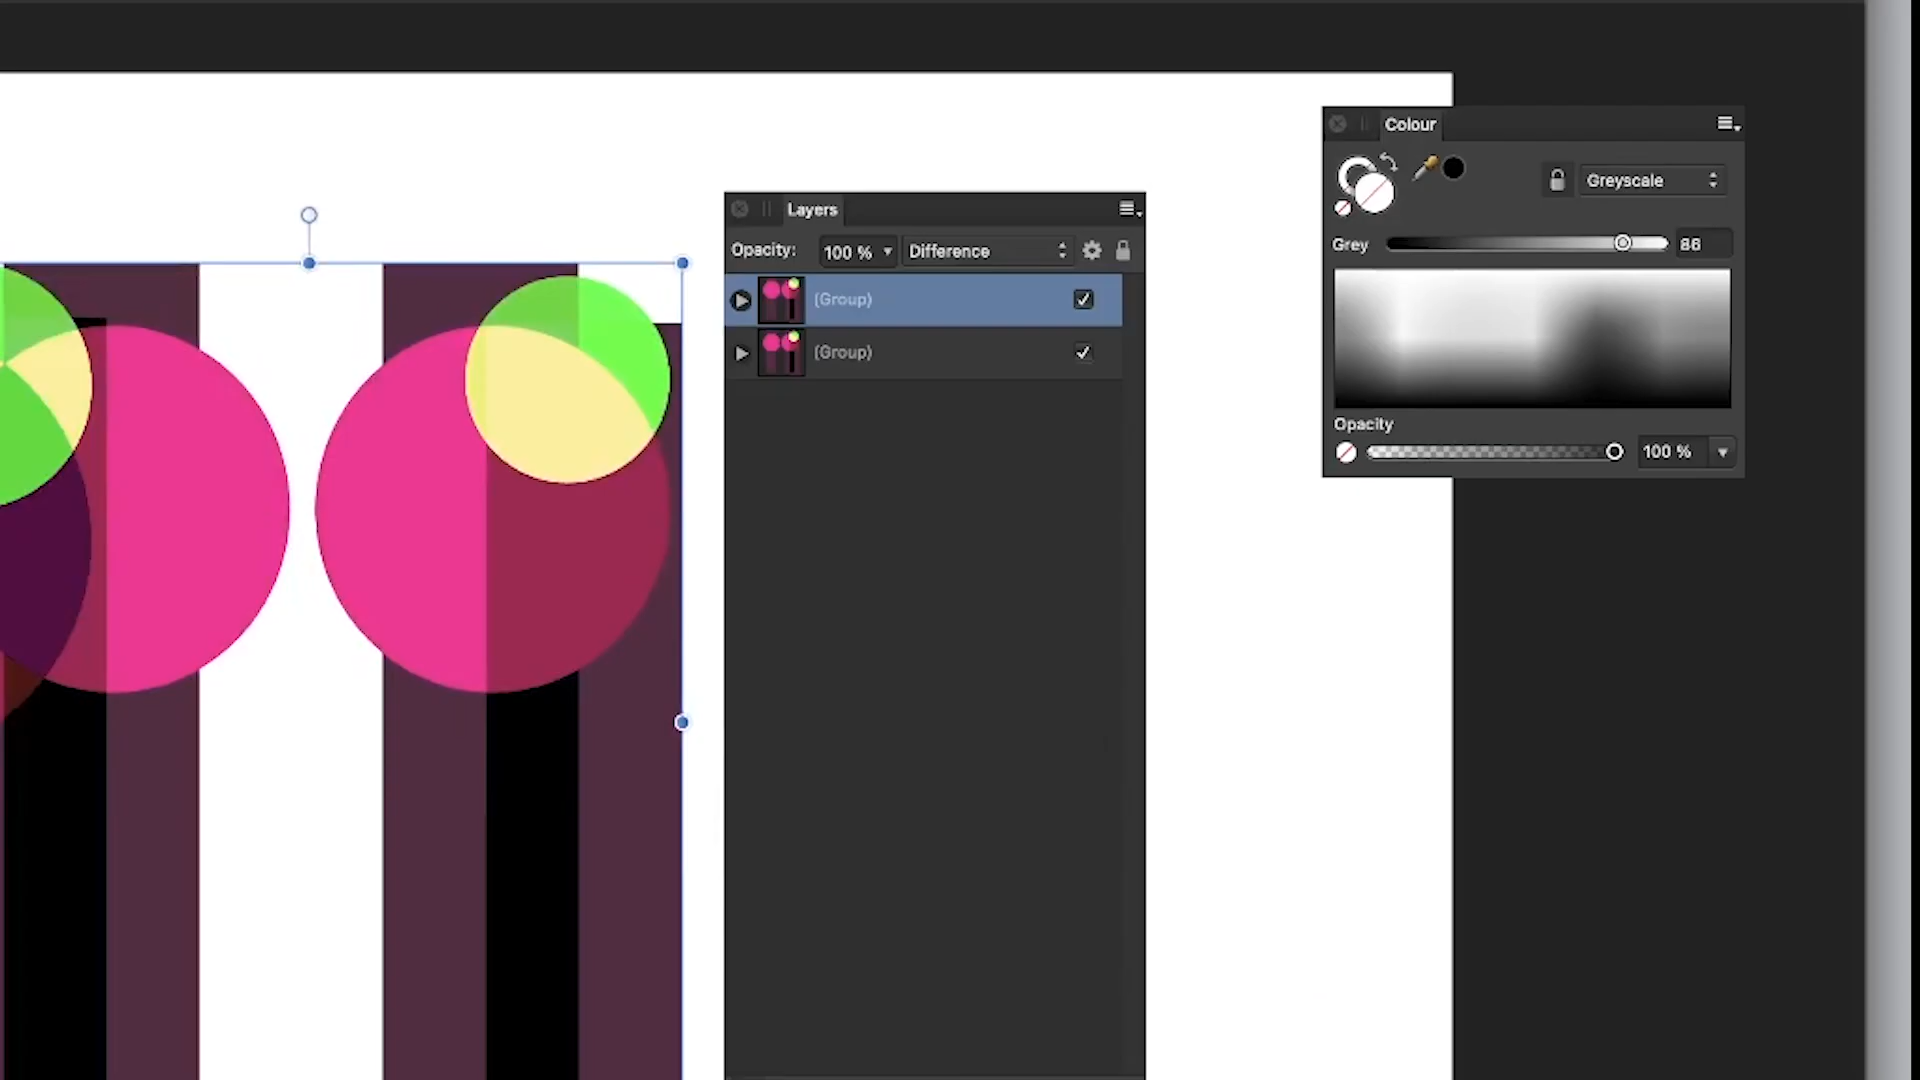 Colour
Greyscale
Grey 86
Opacity
100 %
Layers
Opacity: 100 % Difference
(Group)
(Group)